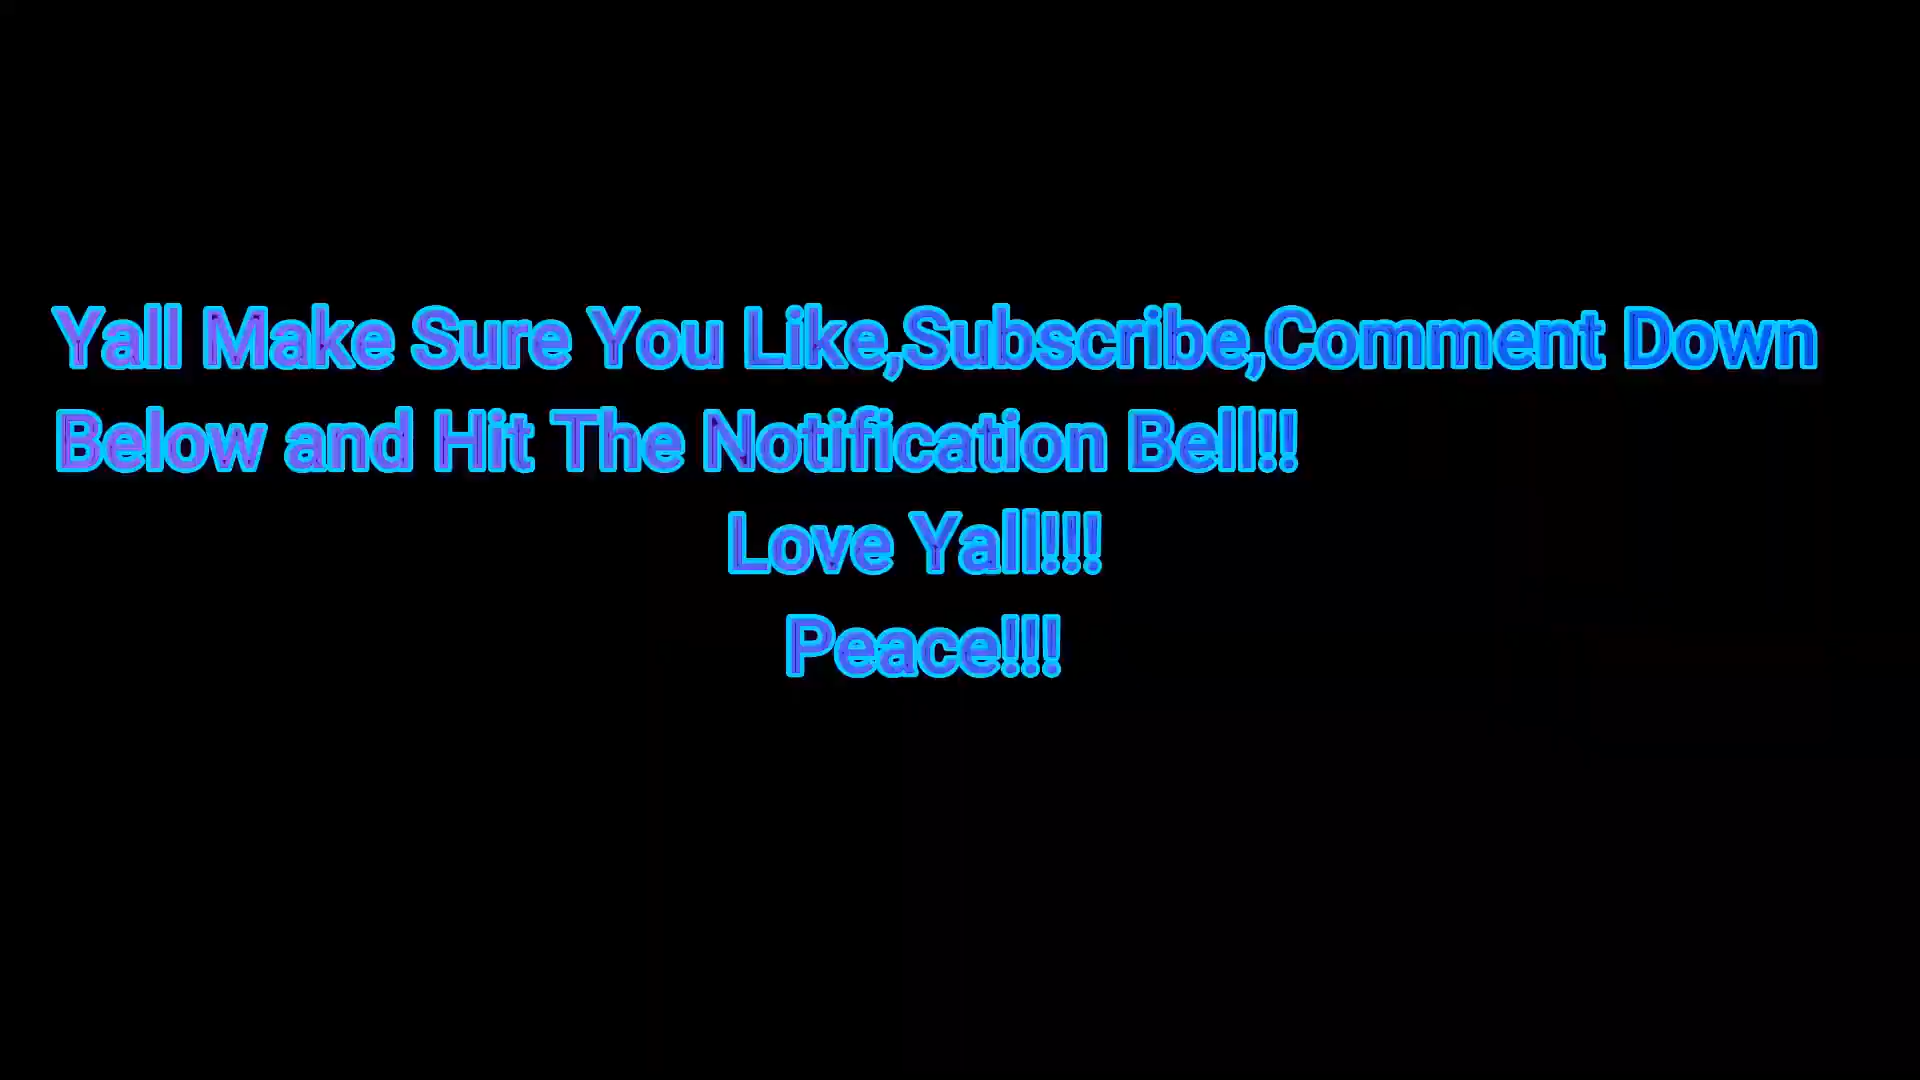 Yall Make Sure You Like,Subscribe,Comment Down
Below and Hit The Notification Bell!!
Love Yall!!!
Peace!!!